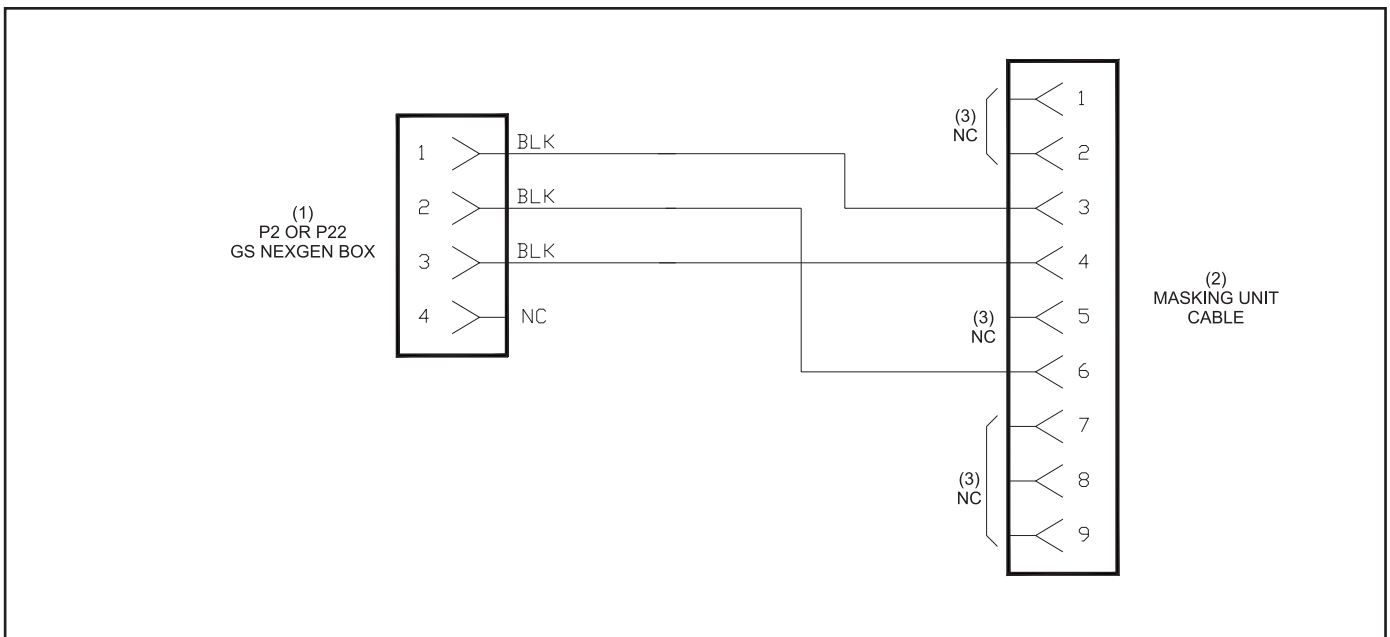 (1)
P2 OR P22
GS NEXGEN BOX
1 BLK
2 BLK
3 BLK
4 NC
(3)
NC
1
2
3
4
(3)
NC
5
6
(3)
NC
7
8
9
(2)
MASKING UNIT
CABLE